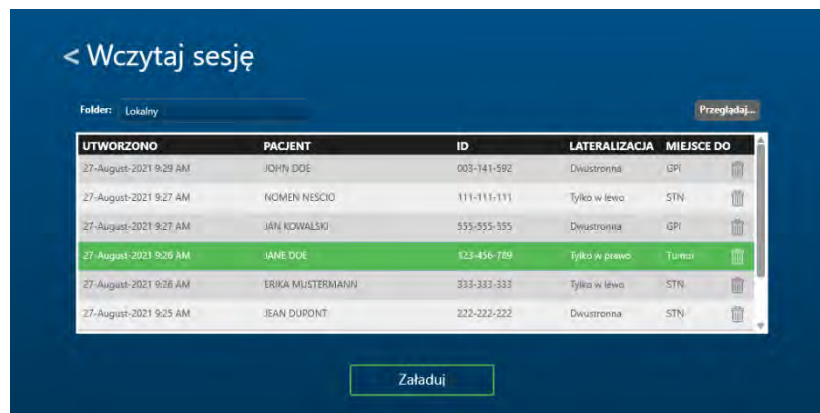 < Wczytaj sesję
Folder: Lokalny Przeglądaj...
UTWORZONO PACJENT ID LATERALIZACJA MIEJSCE DO
27-August-2021 9:29 AM JOHN DOE 003-141-592 Dwustronna GPi
27-August-2021 9:27 AM NOMEN NESCIO 111-111-111 Tylko w lewo STN
27-August-2021 9:27 AM JAN KOWALSKI 555-555-555 Dwustronna GPi
27-August-2021 9:26 AM JANE DOE 123-456-789 Tylko w prawo Tumor
27-August-2021 9:26 AM ERIKA MUSTERMANN 333-333-333 Tylko w lewo STN
27-August-2021 9:25 AM JEAN DUPONT 222-222-222 Dwustronna STN
Załaduj